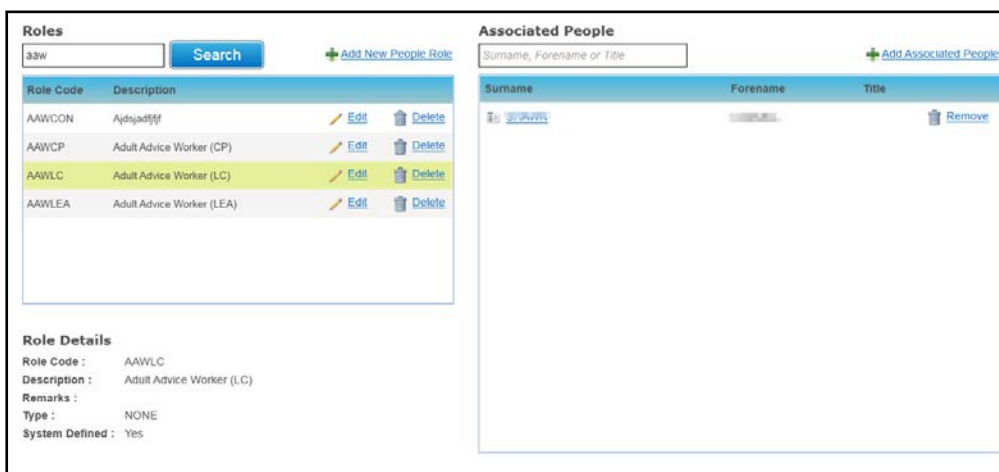 Roles
aaw
Search
Add New People Role
Role Code Description
AAWCON Ajdsjadfjfjf Edit Delete
AAWCP Adult Advice Worker (CP) Edit Delete
AAWLC Adult Advice Worker (LC) Edit Delete
AAWLEA Adult Advice Worker (LEA) Edit Delete
Role Details
Role Code : AAWLC
Description : Adult Advice Worker (LC)
Remarks :
Type : NONE
System Defined : Yes
Associated People
Surname, Forename or Title
Add Associated People
Surname Forename Title
Remove